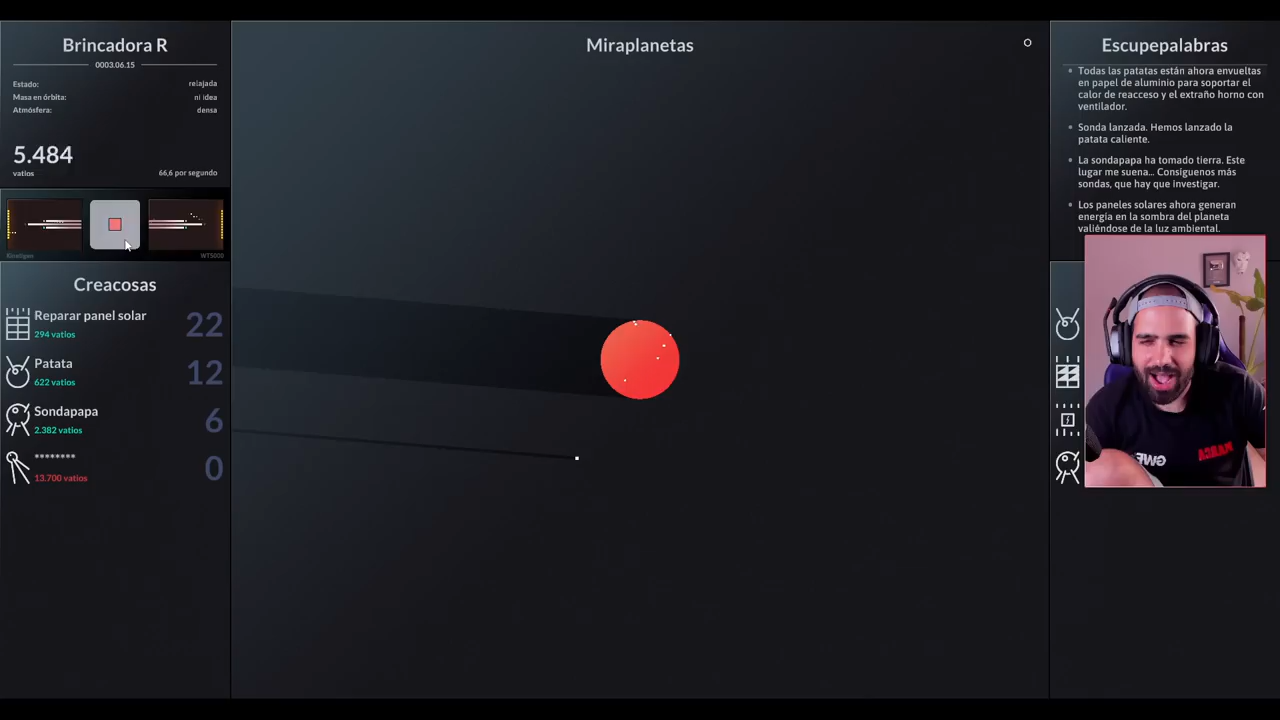 Brincadora R
0003.06.15
Estado: relajada
Masa en órbita: ni idea
Atmósfera: densa
5.484
vatios
66,6 por segundo
WT5000
Creacosas
Reparar panel solar
294 vatios
22
Patata
622 vatios
12
Sondapapa
2.382 vatios
6
********
13.700 vatios
0
Miraplanetas
Escupepalabras
Todas las patatas están ahora envueltas
en papel de aluminio para soportar el
calor de reacceso y el extraño horno con
ventilador.
Sonda lanzada. Hemos lanzado la
patata caliente.
La sondapapa ha tomado tierra. Este
lugar me suena... Consíguenos más
sondas, que hay que investigar.
Los paneles solares ahora generan
energía en la sombra del planeta
valiéndose de la luz ambiental.